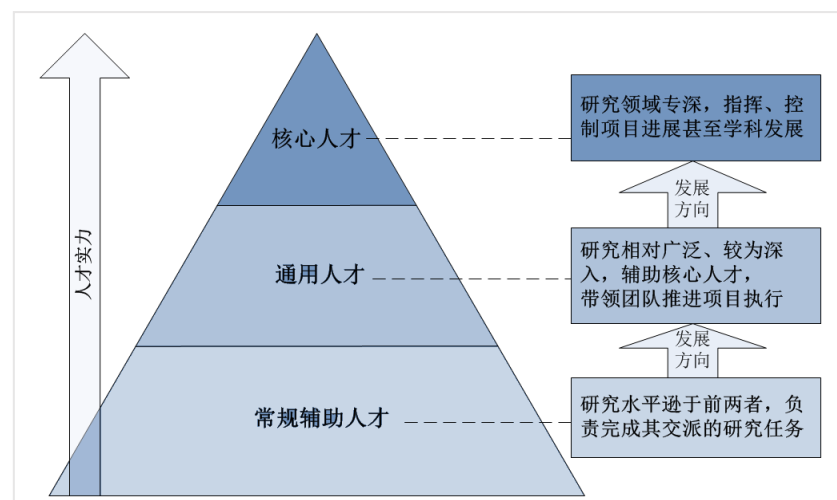 核心人才
研究领域专深，指挥、控
制项目进展甚至学科发展
发展
方向
人才实力
通用人才
研究相对广泛、较为深
入，辅助核心人才，
带领团队推进项目执行
发展
方向
常规辅助人才
研究水平逊于前两者，负
责完成其交派的研究任务